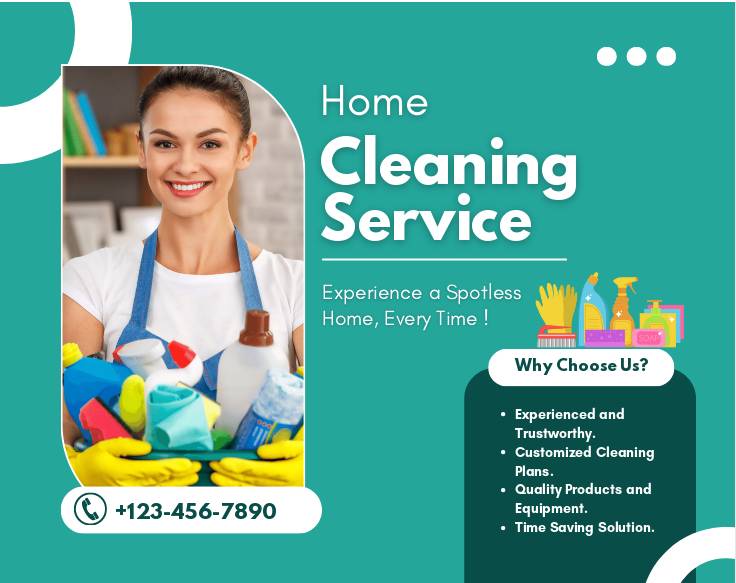 Home
Cleaning
Service
Experience a Spotless
Home, Every Time !
SOAP
Why Choose Us?
• Experienced and
Trustworthy.
• Customized Cleaning
Plans.
• Quality Products and
Equipment.
• Time Saving Solution.
+123-456-7890